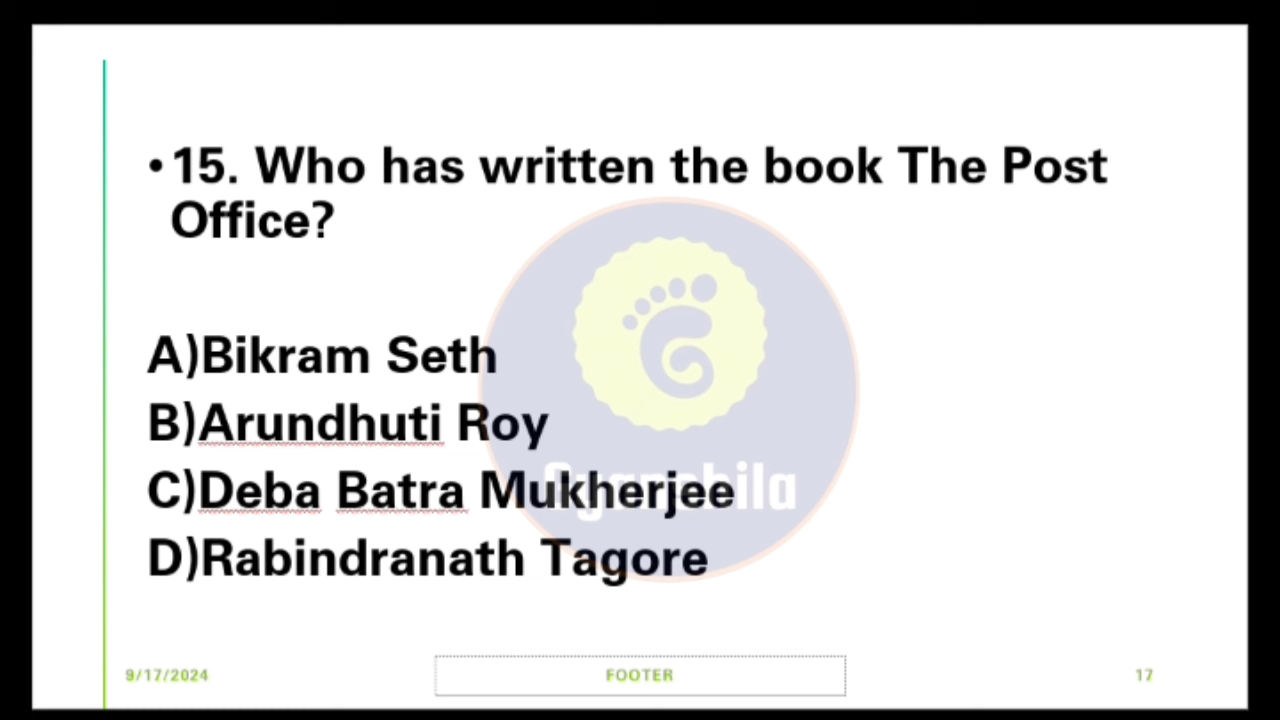 • 15. Who has written the book The Post
Office?
A)Bikram Seth
B)Arundhuti Roy
C)Deba Batra Mukherjee
D)Rabindranath Tagore
9/17/2024
FOOTER
17